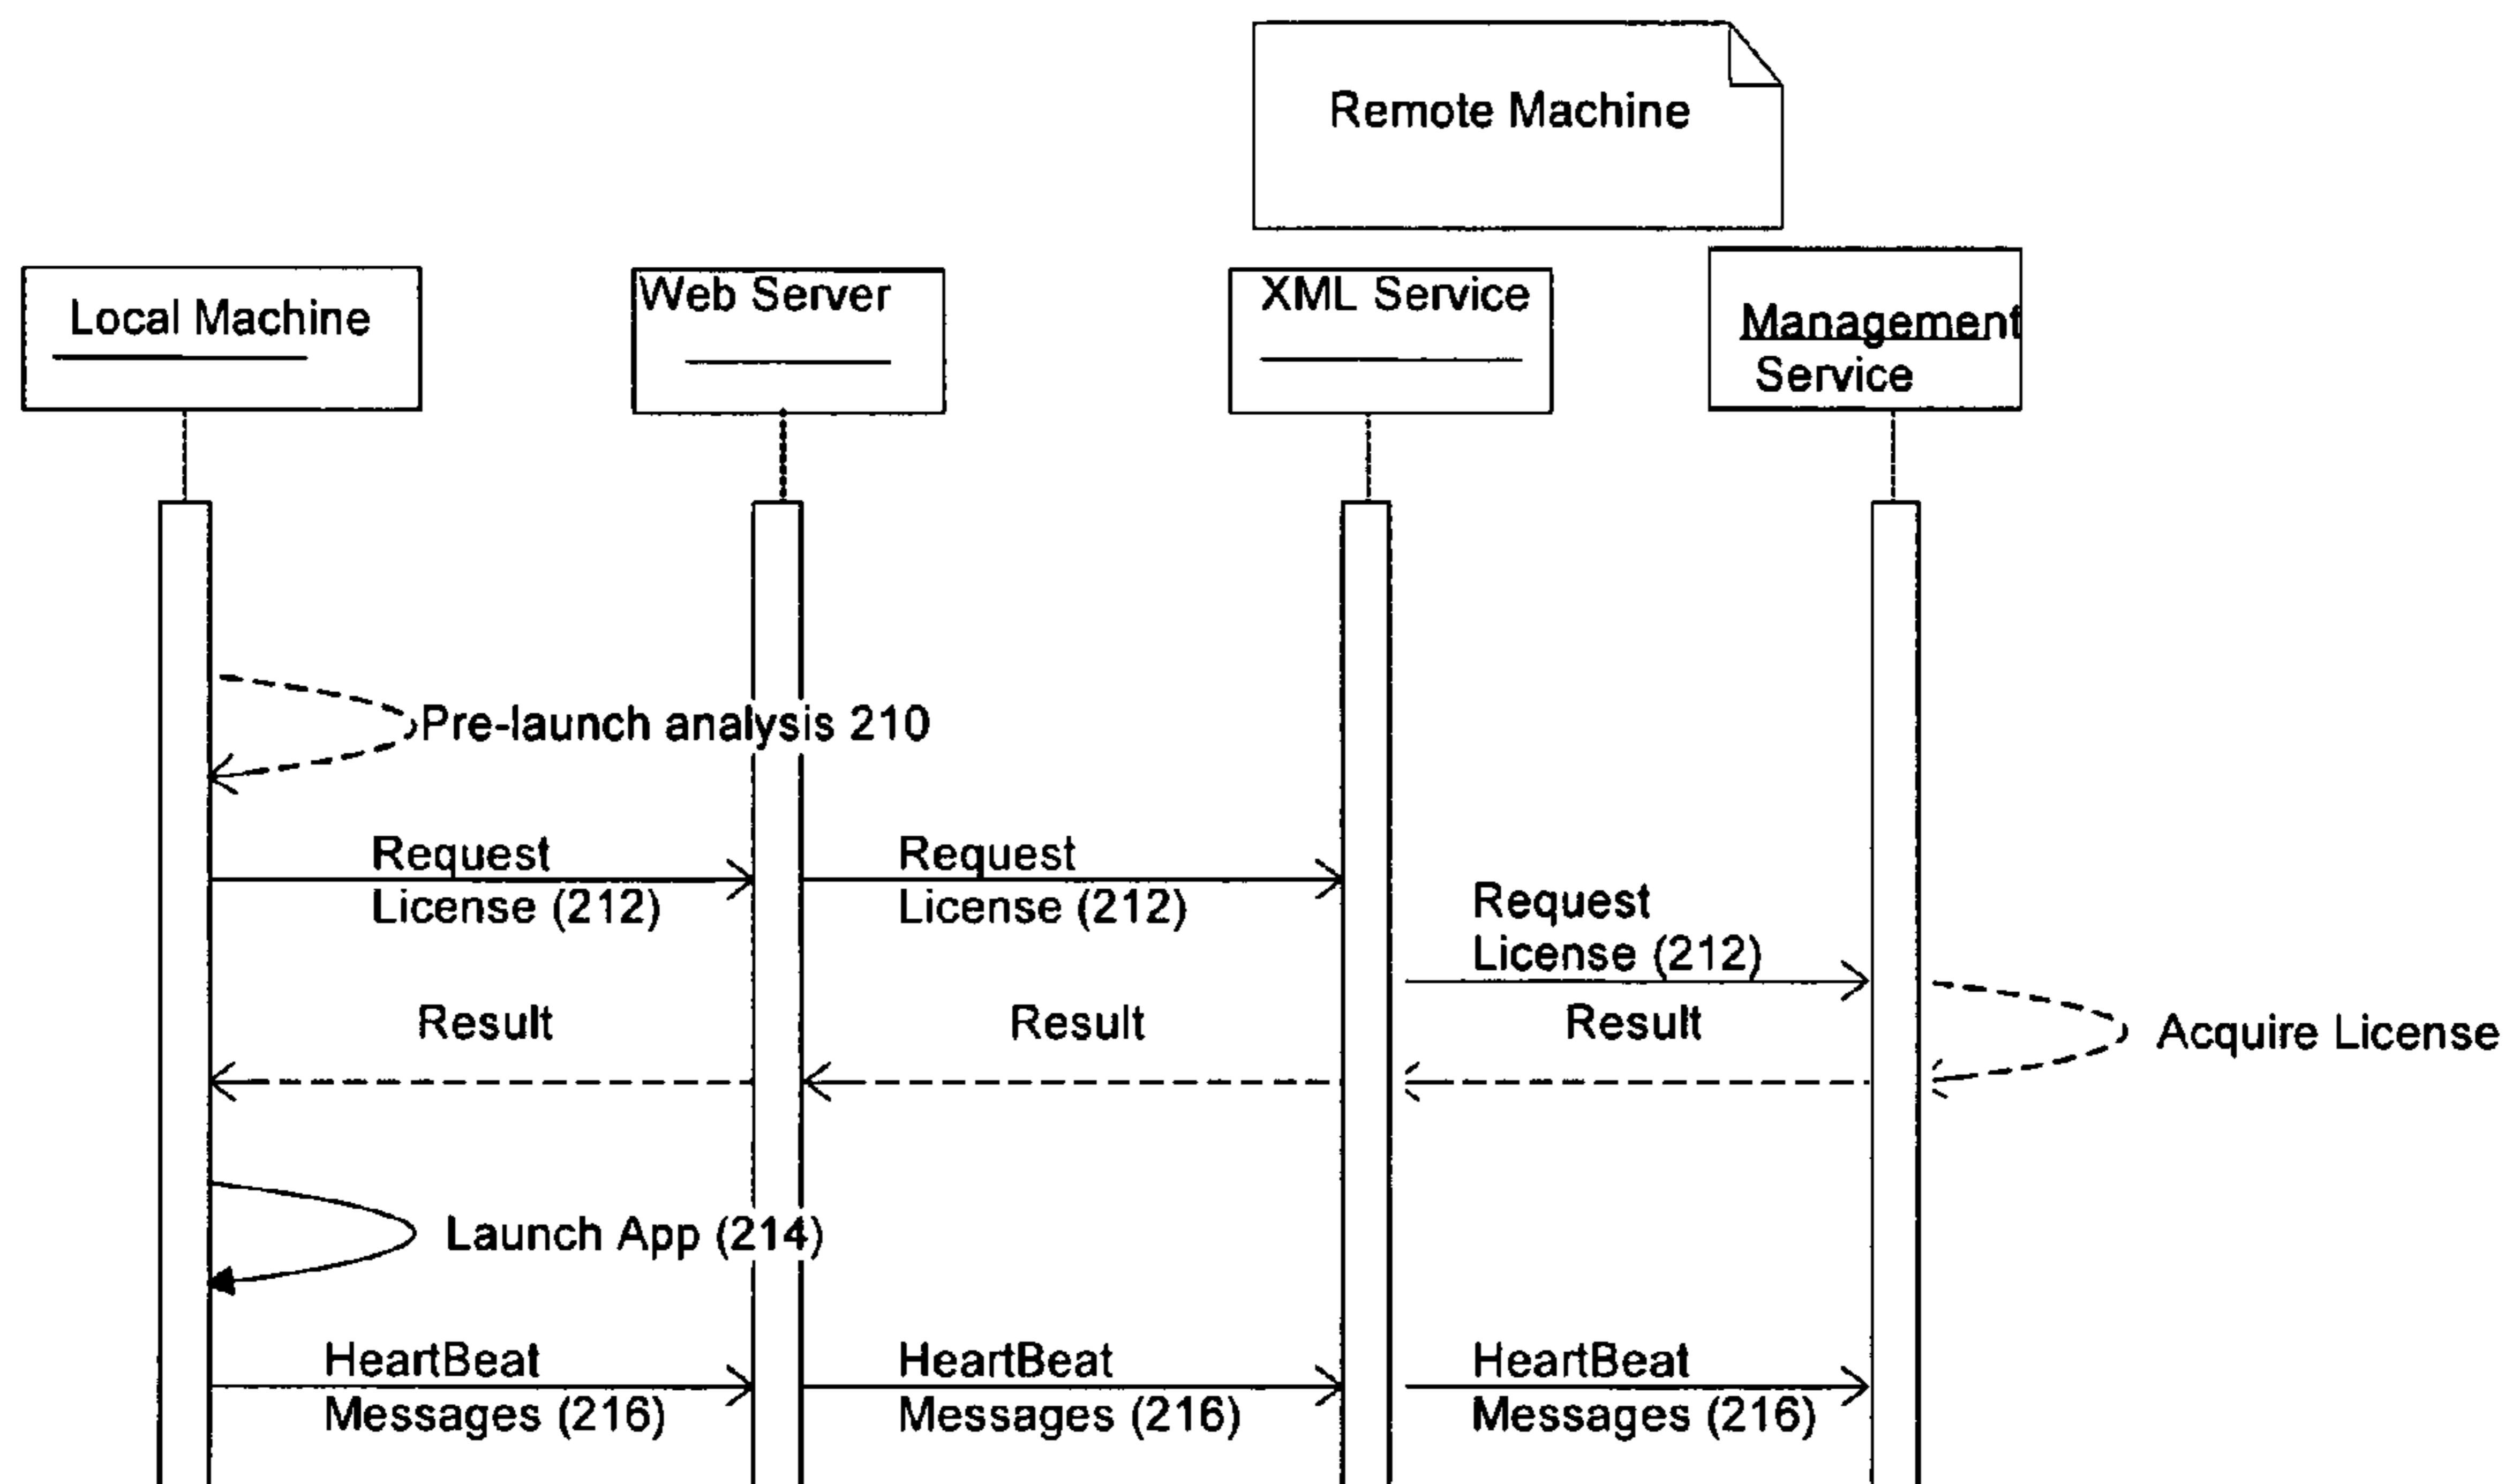 Remote Machine
Local Machine
Web Server
XML Service
Management
Service
Pre-launch analysis 210
Request
License (212)
Request
License (212)
Request
License (212)
Result
Result
Result
Acquire License
Launch App (214)
HeartBeat
Messages (216)
HeartBeat
Messages (216)
HeartBeat
Messages (216)